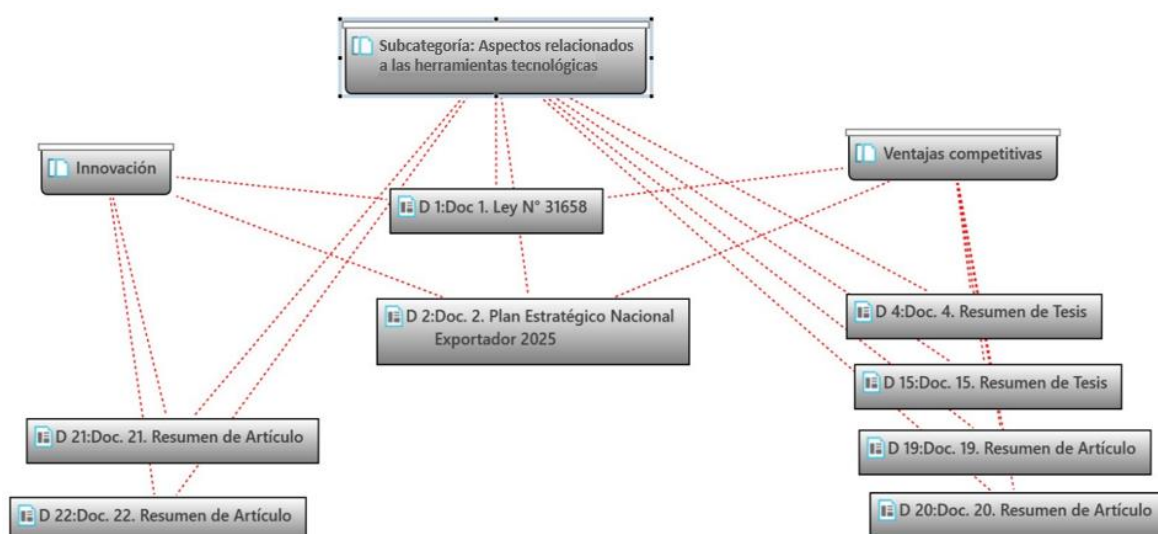 Subcategoría: Aspectos relacionados
a las herramientas tecnológicas
Innovación
Ventajas competitivas
D 1:Doc 1. Ley N° 31658
D 2:Doc. 2. Plan Estratégico Nacional
Exportador 2025
D 4:Doc. 4. Resumen de Tesis
D 15:Doc. 15. Resumen de Tesis
D 21:Doc. 21. Resumen de Artículo
D 19:Doc. 19. Resumen de Artículo
D 22:Doc. 22. Resumen de Artículo
D 20:Doc. 20. Resumen de Artículo